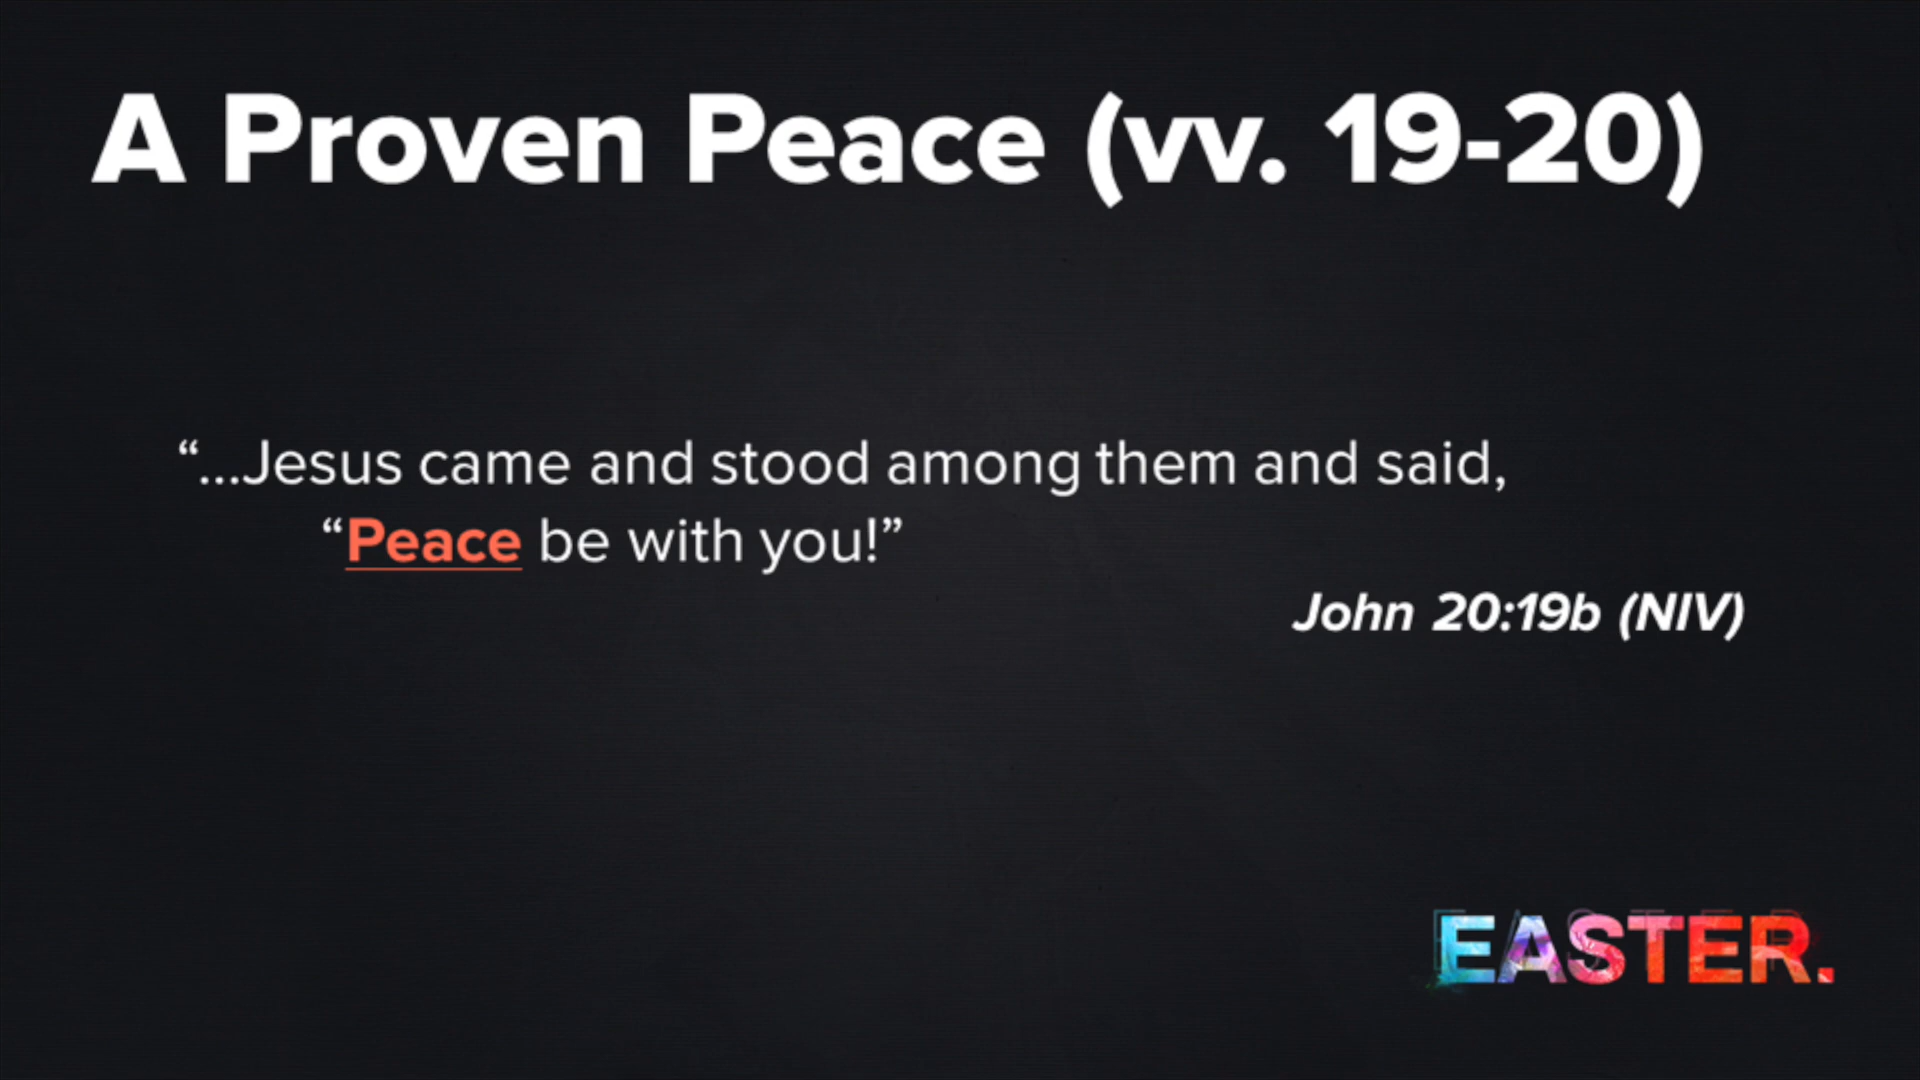 A Proven Peace (vv. 19-20)
“...Jesus came and stood among them and said,
“Peace be with you!”
John 20:19b (NIV)
EASTER.